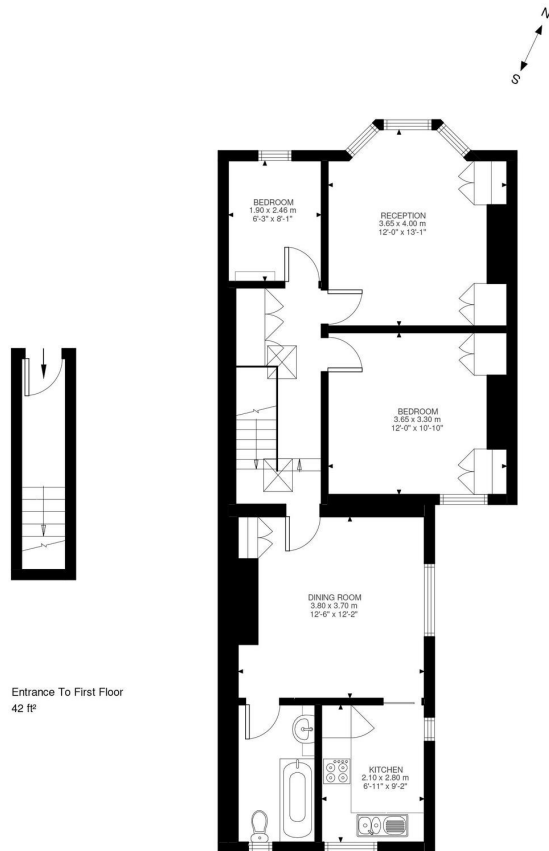 N
S
BEDROOM
1.90 x 2.46 m
6'-3" x 8'-1"
RECEPTION
3.65 x 4.00 m
12'-0" x 13'-1"
BEDROOM
3.65 x 3.30 m
12'-0" x 10'-10"
DINING ROOM
3.80 x 3.70 m
12'-6" x 12'-2"
Entrance To First Floor
42 ft²
KITCHEN
2.10 x 2.80 m
6'-11" x 9'-2"